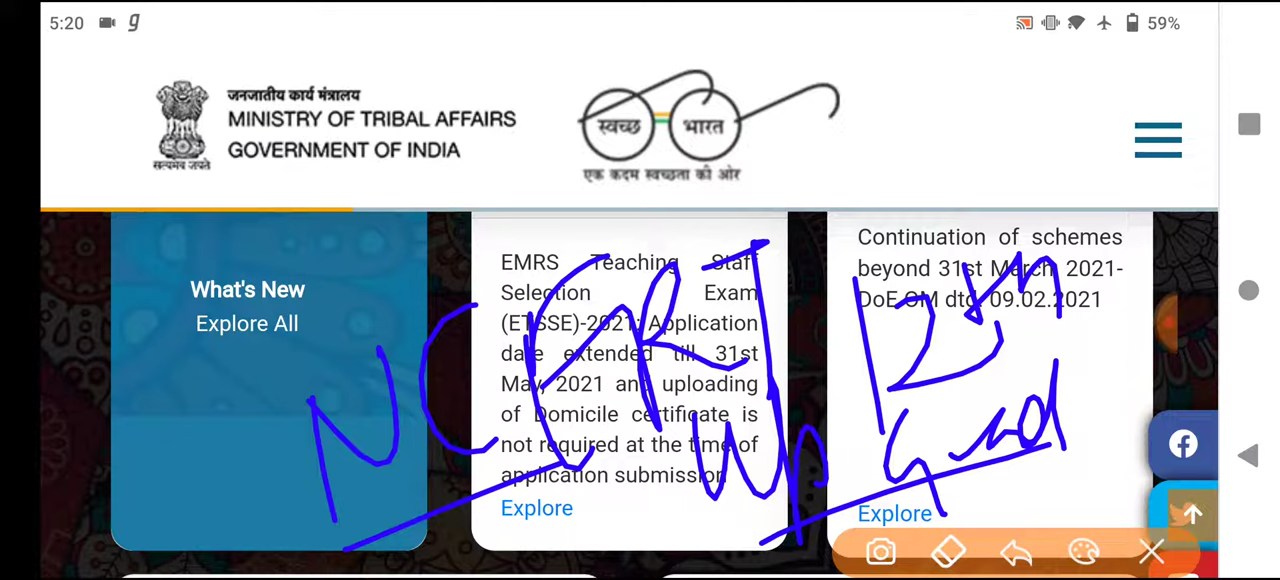 5:20 g 59%
जनजातीय कार्य मंत्रालय
MINISTRY OF TRIBAL AFFAIRS
GOVERNMENT OF INDIA
सत्यमेव जयते
स्वच्छ भारत
एक कदम स्वच्छता की ओर
What's New
Explore All
EMRS Teaching Staff
Selection Exam
(ETSSE)-2021: Application
date extended till 31st
May, 2021 and uploading
of Domicile certificate is
not required at the time of
application submission
Explore
Continuation of schemes
beyond 31st March, 2021-
DoE OM dtd. 09.02.2021
Explore
NCERT